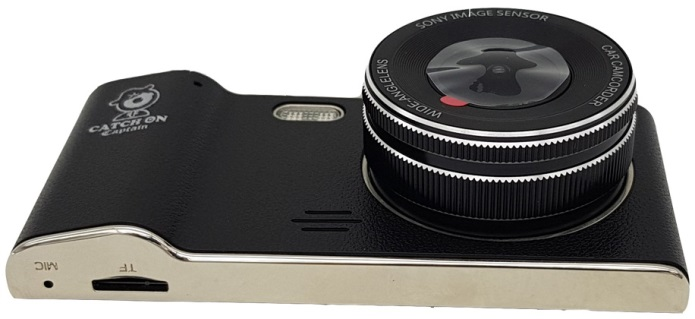 SONY IMAGE SENSOR
CAR CAMCORDER
WIDE ANGLE LENS
CATCH ON
Captain
MIC
TF